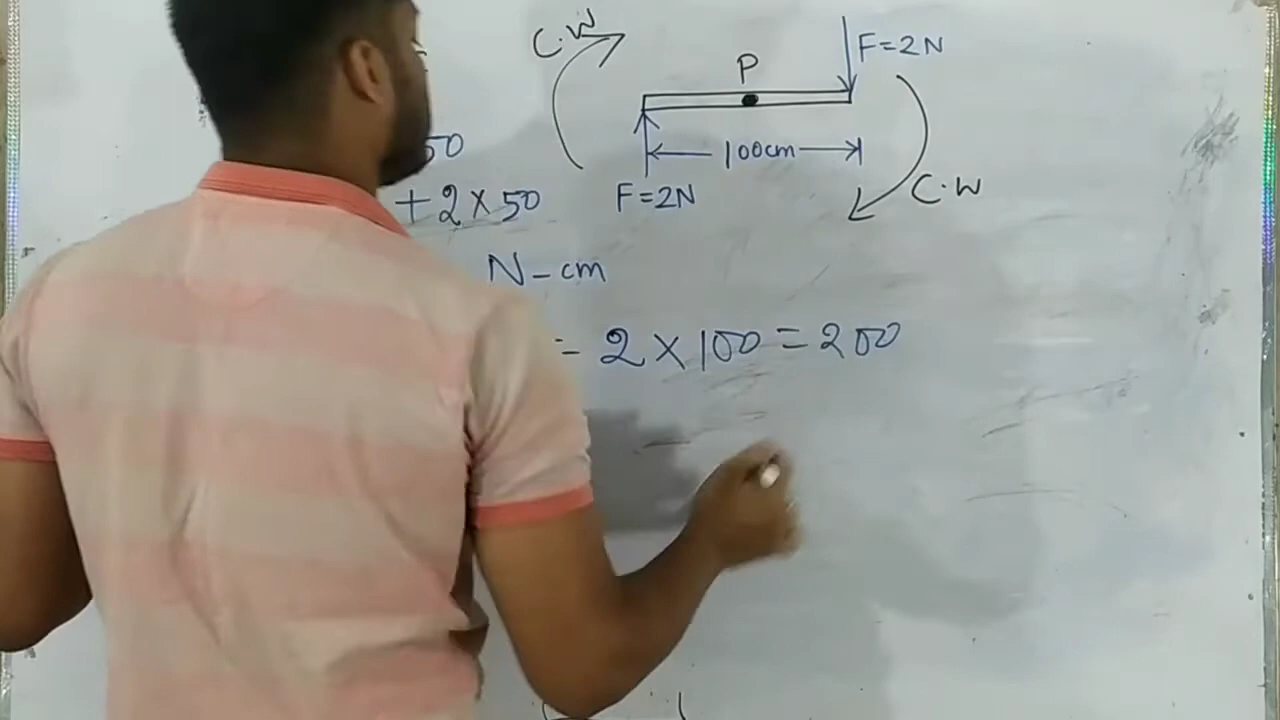 C.W
F=2N
P
50
100cm
+2×50
F=2N
C.W
N-cm
= 2×100=200